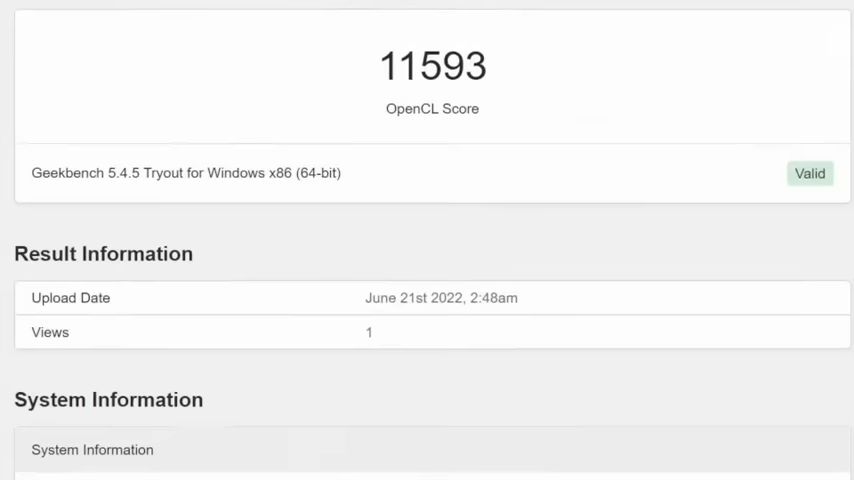 11593
OpenCL Score
Geekbench 5.4.5 Tryout for Windows x86 (64-bit) Valid
Result Information
Upload Date June 21st 2022, 2:48am
Views 1
System Information
System Information